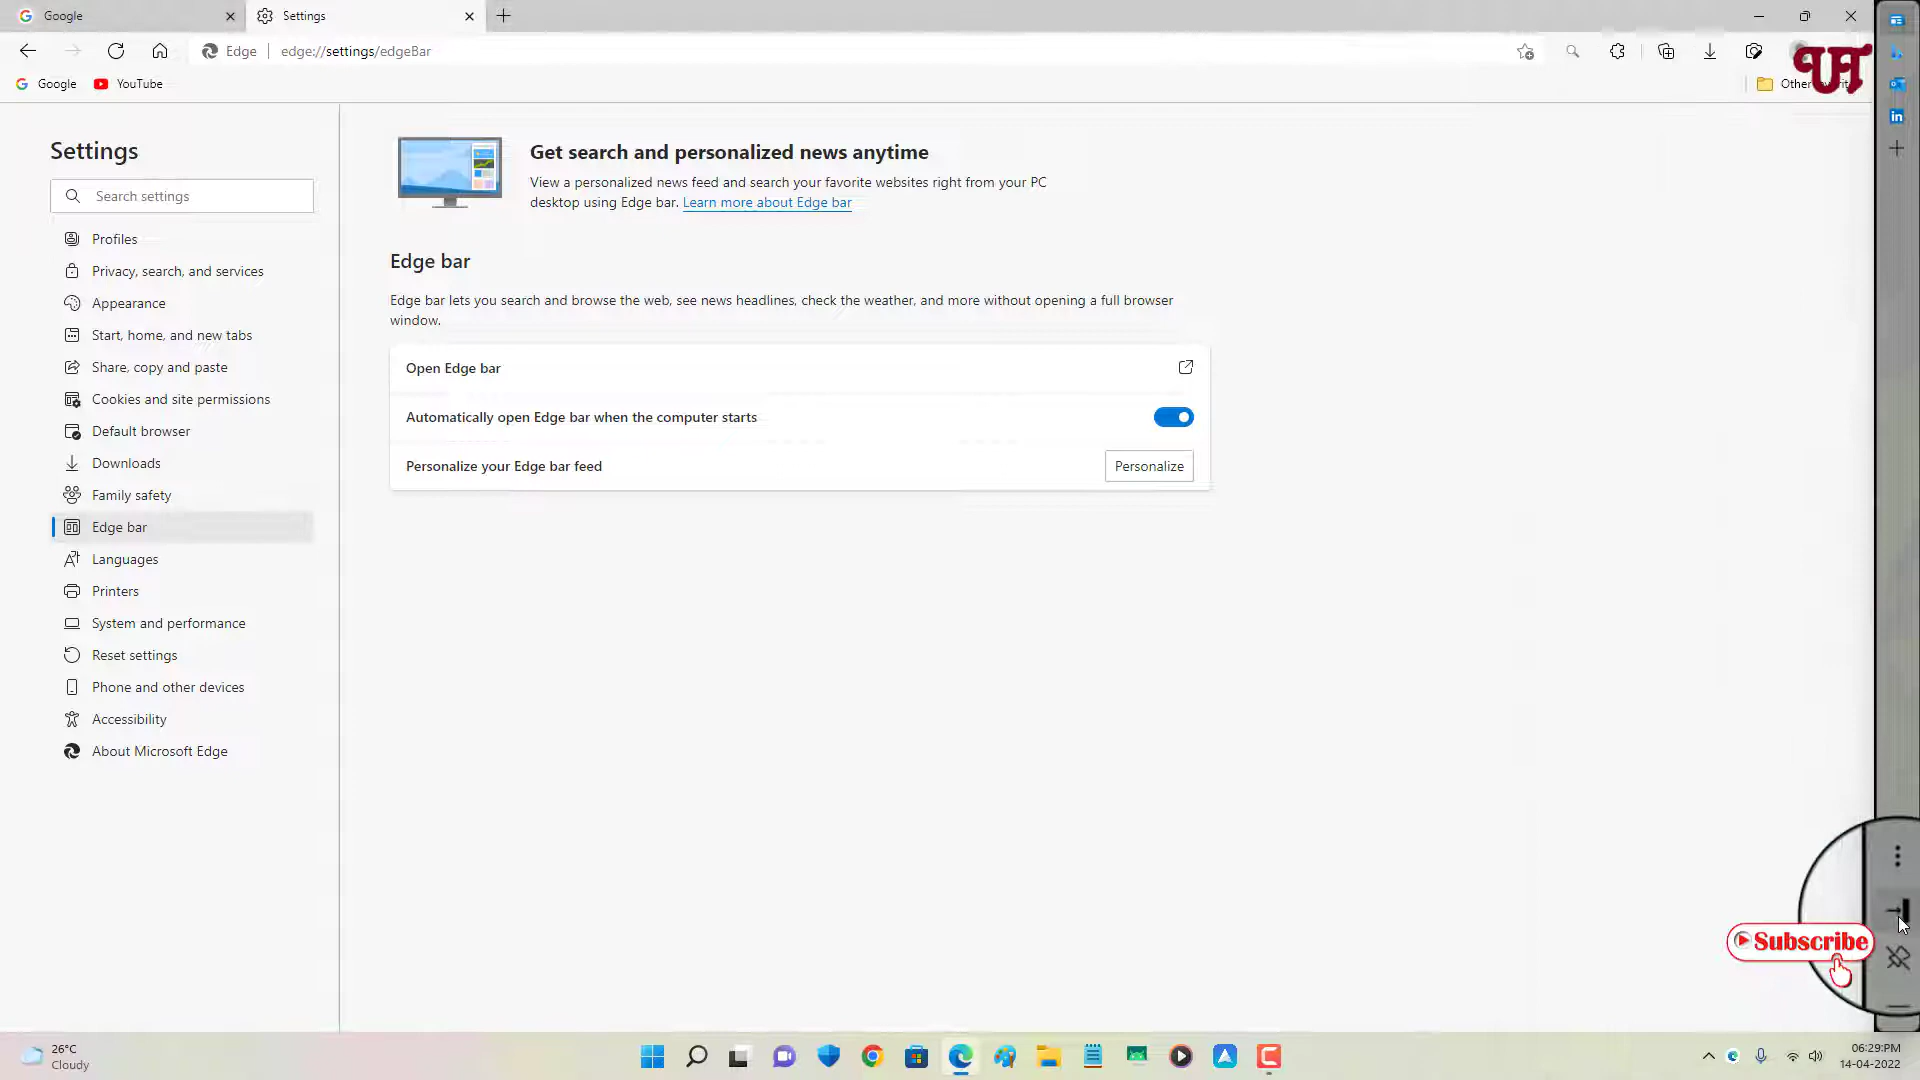 Google
Settings
Edge
edge://settings/edgeBar
Google
YouTube
Other
Settings
Search settings
Profiles
Privacy, search, and services
Appearance
Start, home, and new tabs
Share, copy and paste
Cookies and site permissions
Default browser
Downloads
Family safety
Edge bar
Languages
Printers
System and performance
Reset settings
Phone and other devices
Accessibility
About Microsoft Edge
Get search and personalized news anytime
View a personalized news feed and search your favorite websites right from your PC
desktop using Edge bar. Learn more about Edge bar
Edge bar
Edge bar lets you search and browse the web, see news headlines, check the weather, and more without opening a full browser
window.
Open Edge bar
Automatically open Edge bar when the computer starts
Personalize your Edge bar feed
Personalize
in
Subscribe
26°C
Cloudy
06:29:PM
14-04-2022